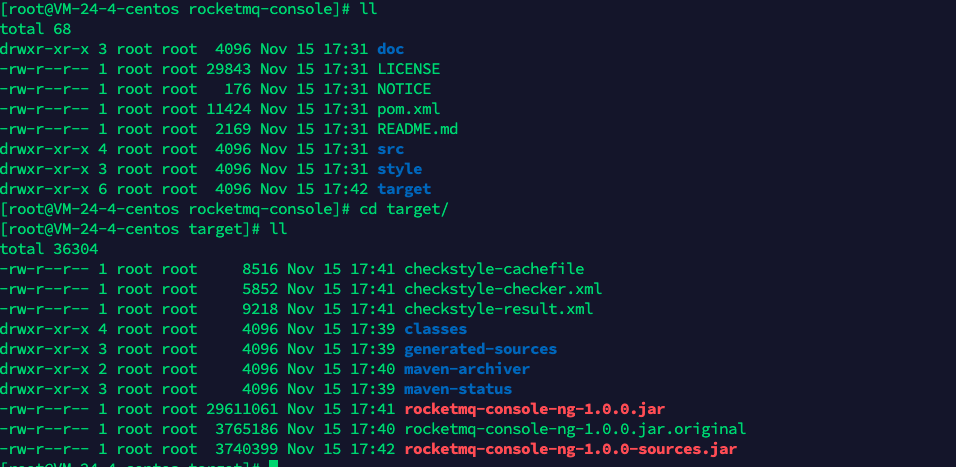 [root@VM-24-4-centos rocketmq-console]# ll
total 68
drwxr-xr-x 3 root root  4096 Nov 15 17:31 doc
-rw-r--r-- 1 root root 29843 Nov 15 17:31 LICENSE
-rw-r--r-- 1 root root   176 Nov 15 17:31 NOTICE
-rw-r--r-- 1 root root 11424 Nov 15 17:31 pom.xml
-rw-r--r-- 1 root root  2169 Nov 15 17:31 README.md
drwxr-xr-x 4 root root  4096 Nov 15 17:31 src
drwxr-xr-x 3 root root  4096 Nov 15 17:31 style
drwxr-xr-x 6 root root  4096 Nov 15 17:42 target
[root@VM-24-4-centos rocketmq-console]# cd target/
[root@VM-24-4-centos target]# ll
total 36304
-rw-r--r-- 1 root root     8516 Nov 15 17:41 checkstyle-cachefile
-rw-r--r-- 1 root root     5852 Nov 15 17:41 checkstyle-checker.xml
-rw-r--r-- 1 root root     9218 Nov 15 17:41 checkstyle-result.xml
drwxr-xr-x 4 root root     4096 Nov 15 17:39 classes
drwxr-xr-x 3 root root     4096 Nov 15 17:39 generated-sources
drwxr-xr-x 2 root root     4096 Nov 15 17:40 maven-archiver
drwxr-xr-x 3 root root     4096 Nov 15 17:39 maven-status
-rw-r--r-- 1 root root 29611061 Nov 15 17:41 rocketmq-console-ng-1.0.0.jar
-rw-r--r-- 1 root root  3765186 Nov 15 17:40 rocketmq-console-ng-1.0.0.jar.original
-rw-r--r-- 1 root root  3740399 Nov 15 17:42 rocketmq-console-ng-1.0.0-sources.jar
[root@VM-24-4-centos target]#